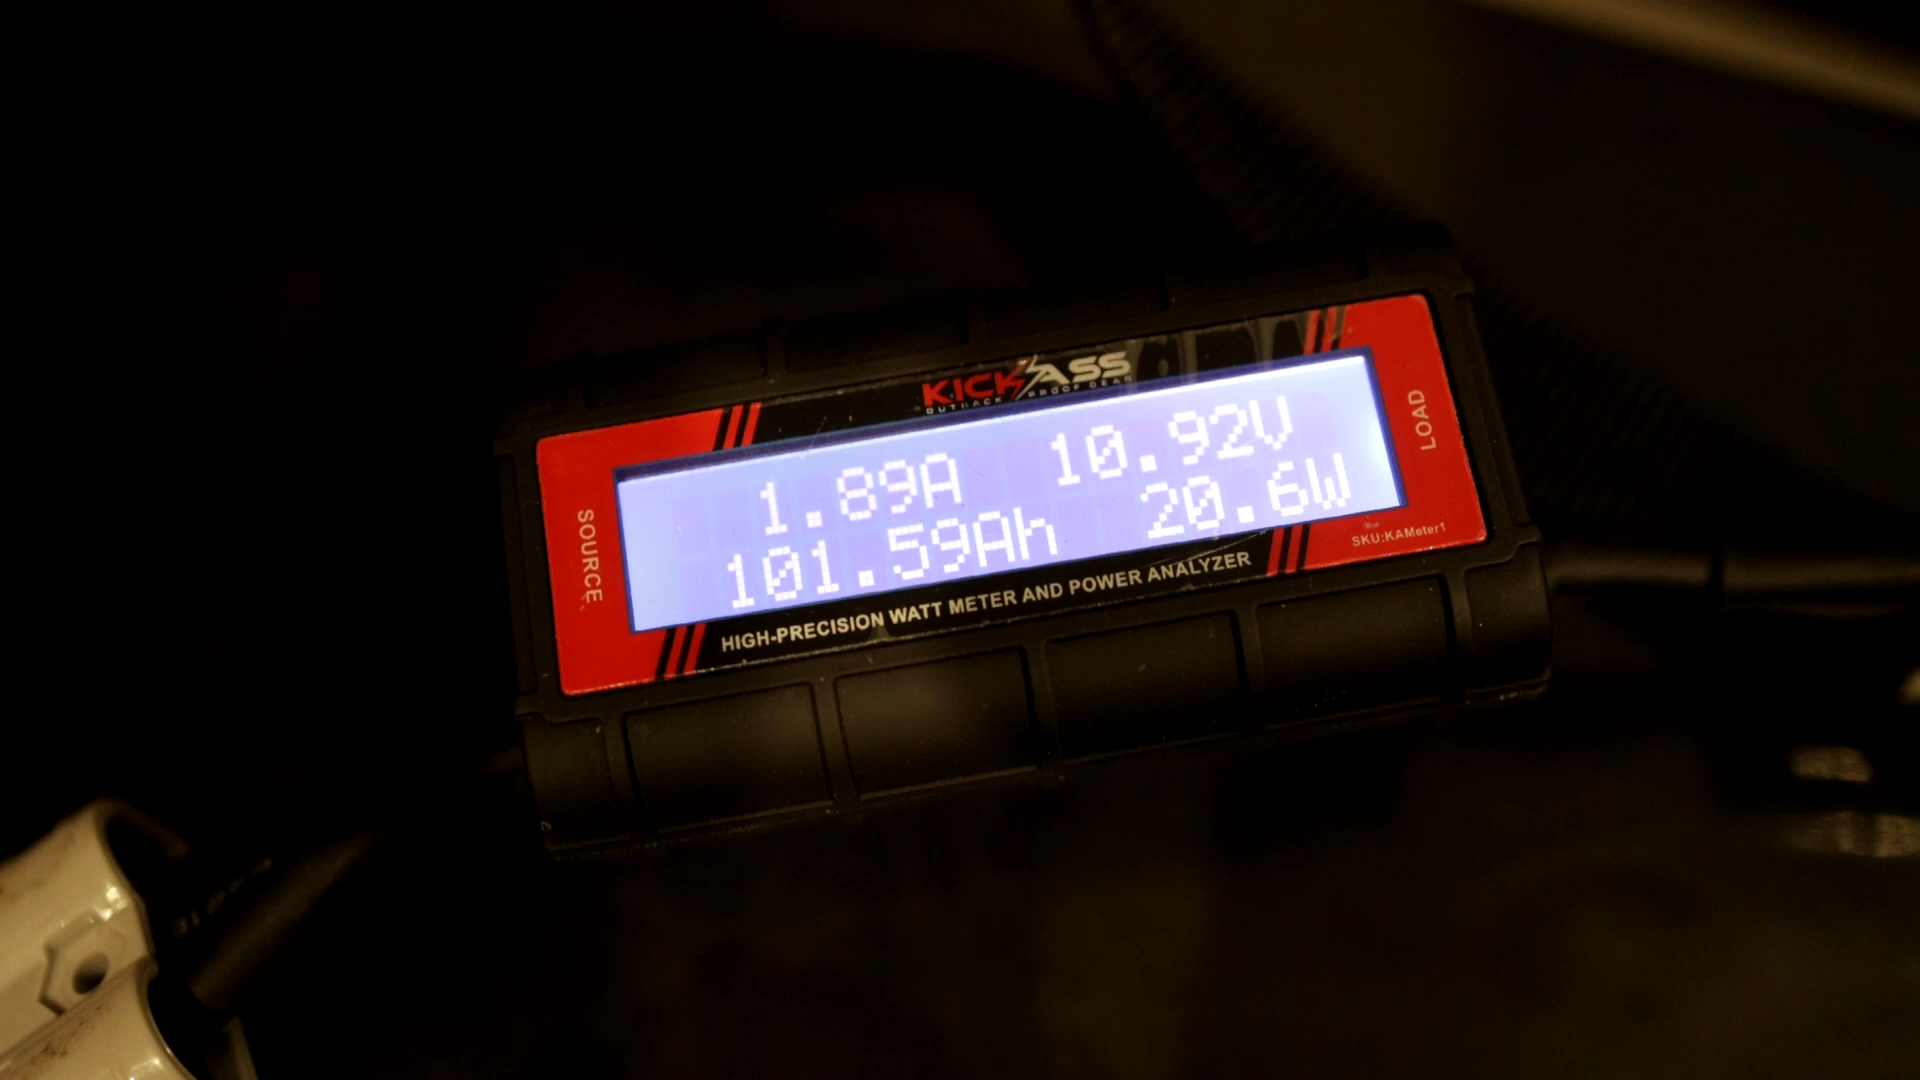 KICKASS
OUTBACK PROOF GEAR
SOURCE
1.89A 10.92V
101.59Ah 20.6W
LOAD
SKU:KAMeter1
HIGH-PRECISION WATT METER AND POWER ANALYZER